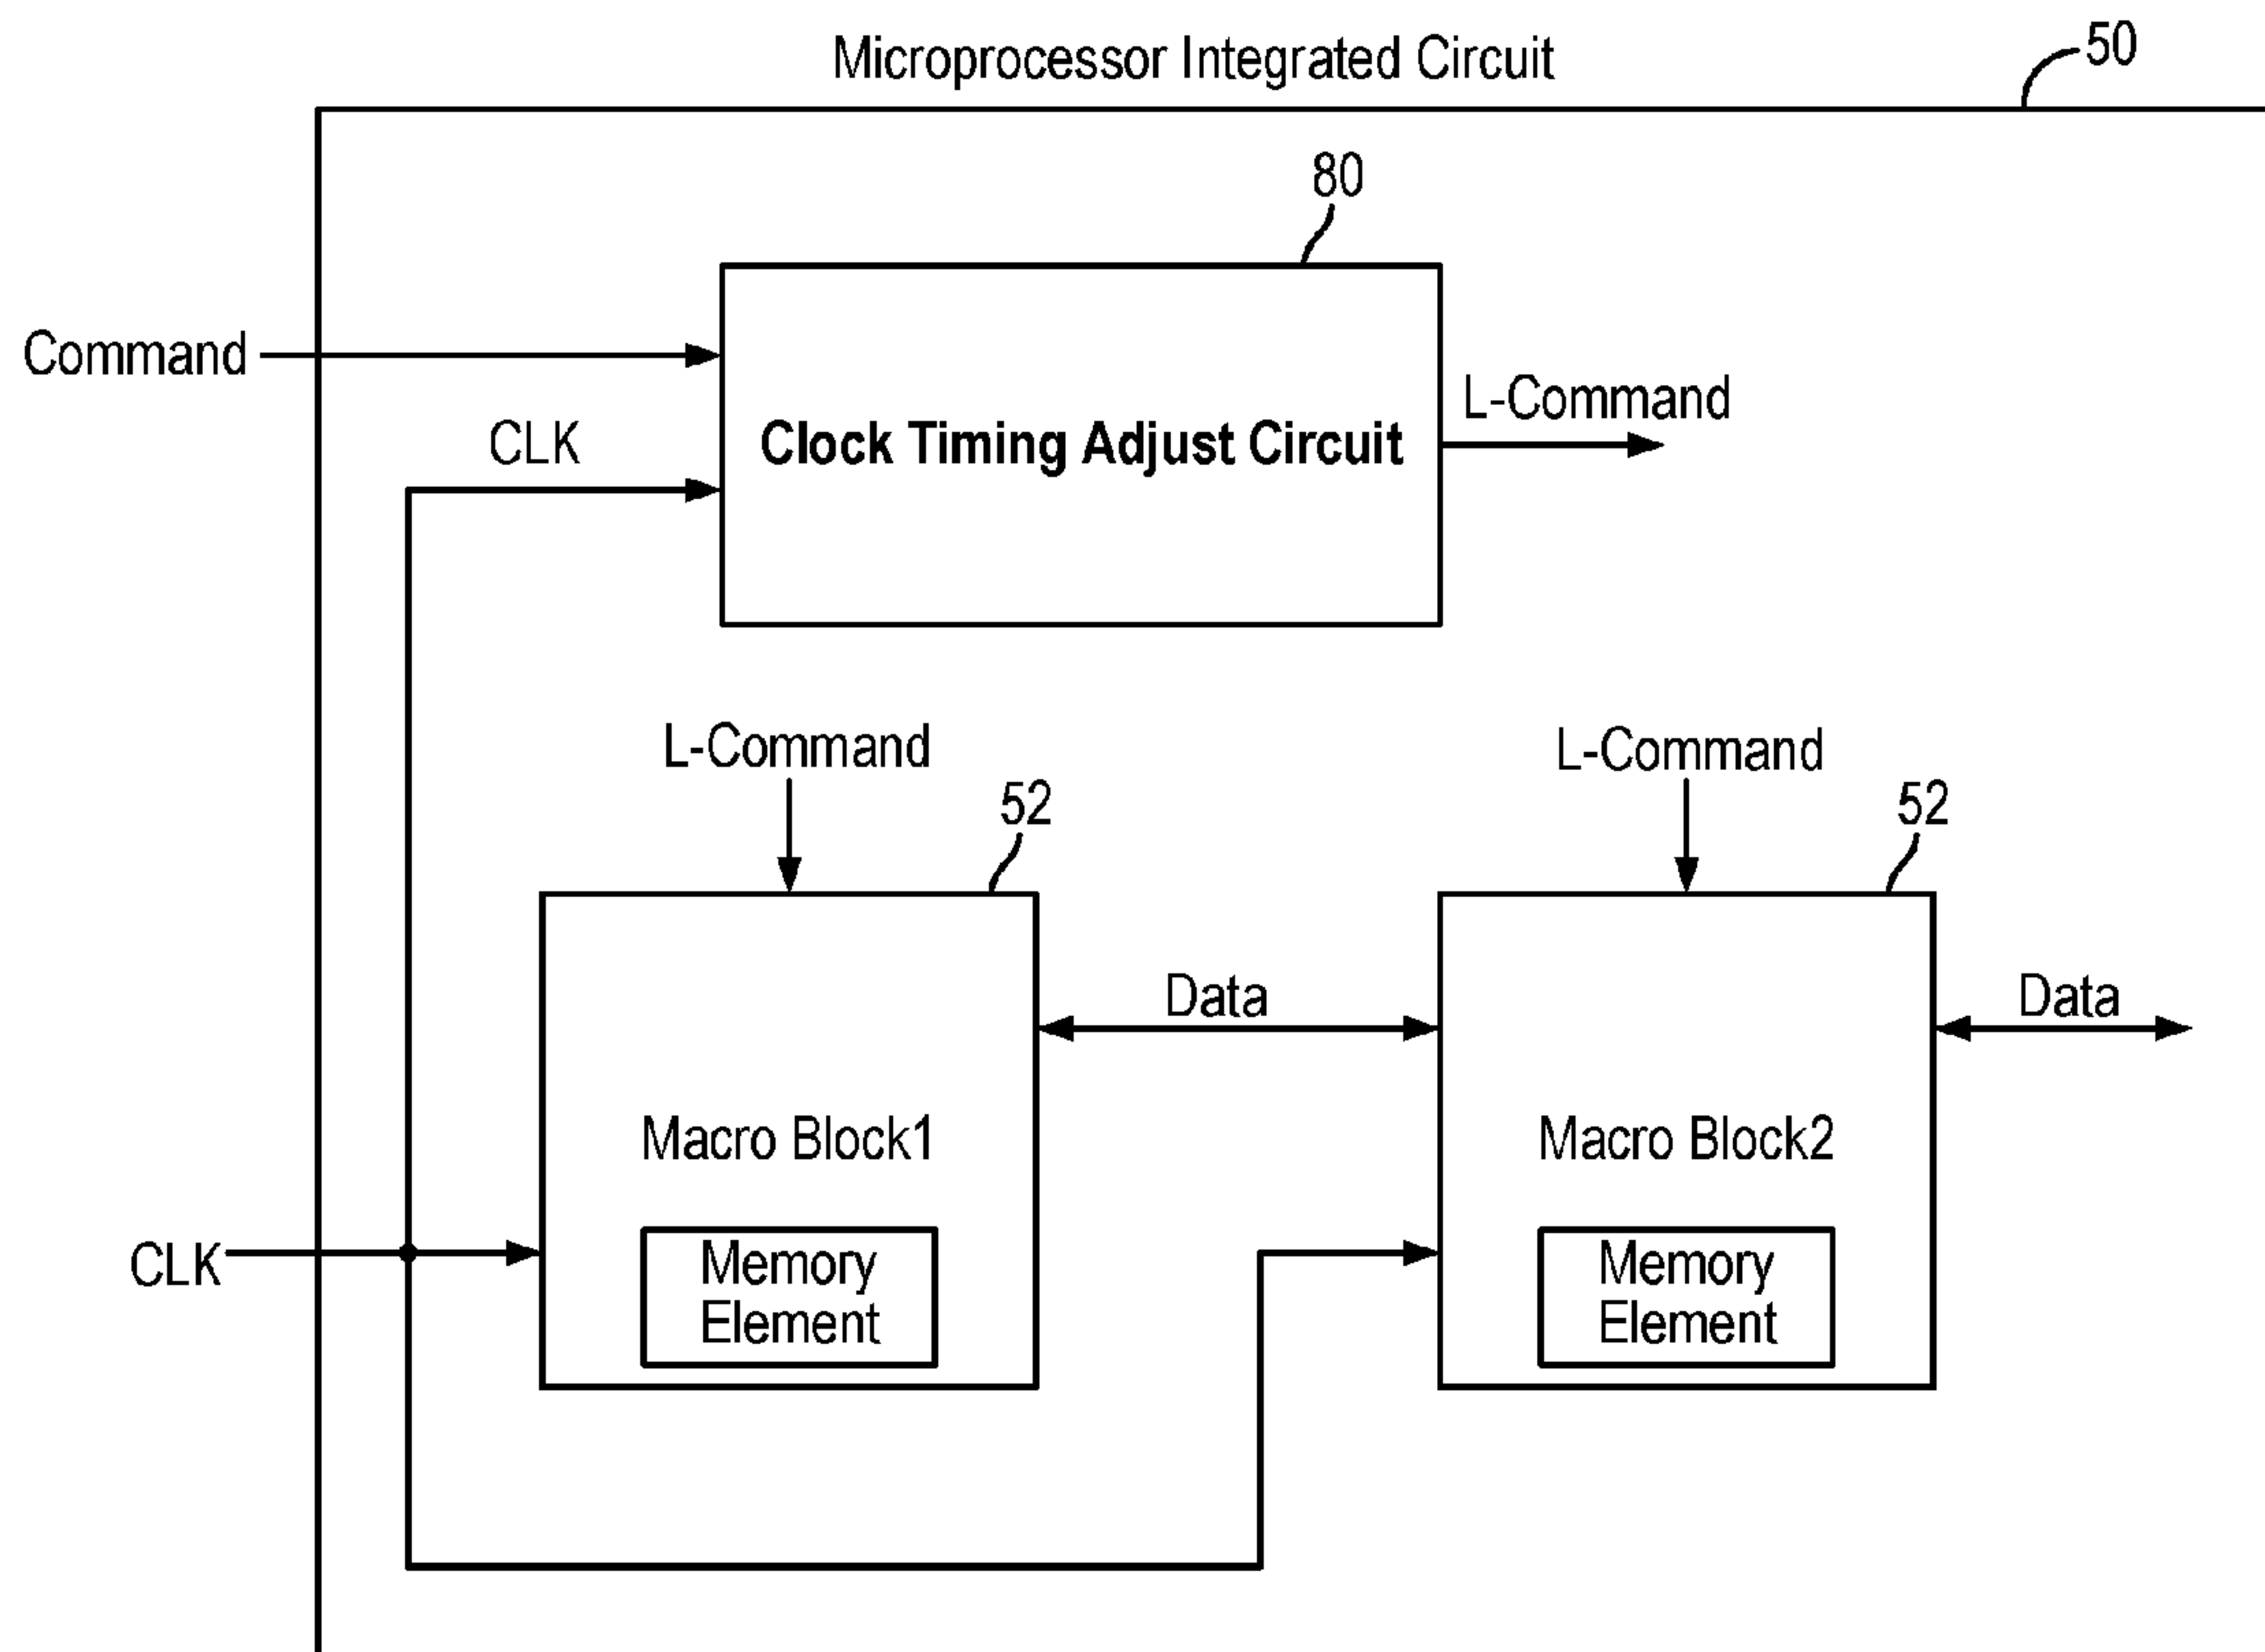 Microprocessor Integrated Circuit
50
80
Command
CLK
Clock Timing Adjust Circuit
L-Command
L-Command
52
L-Command
52
Data
Data
Macro Block1
Macro Block2
CLK
Memory
Element
Memory
Element